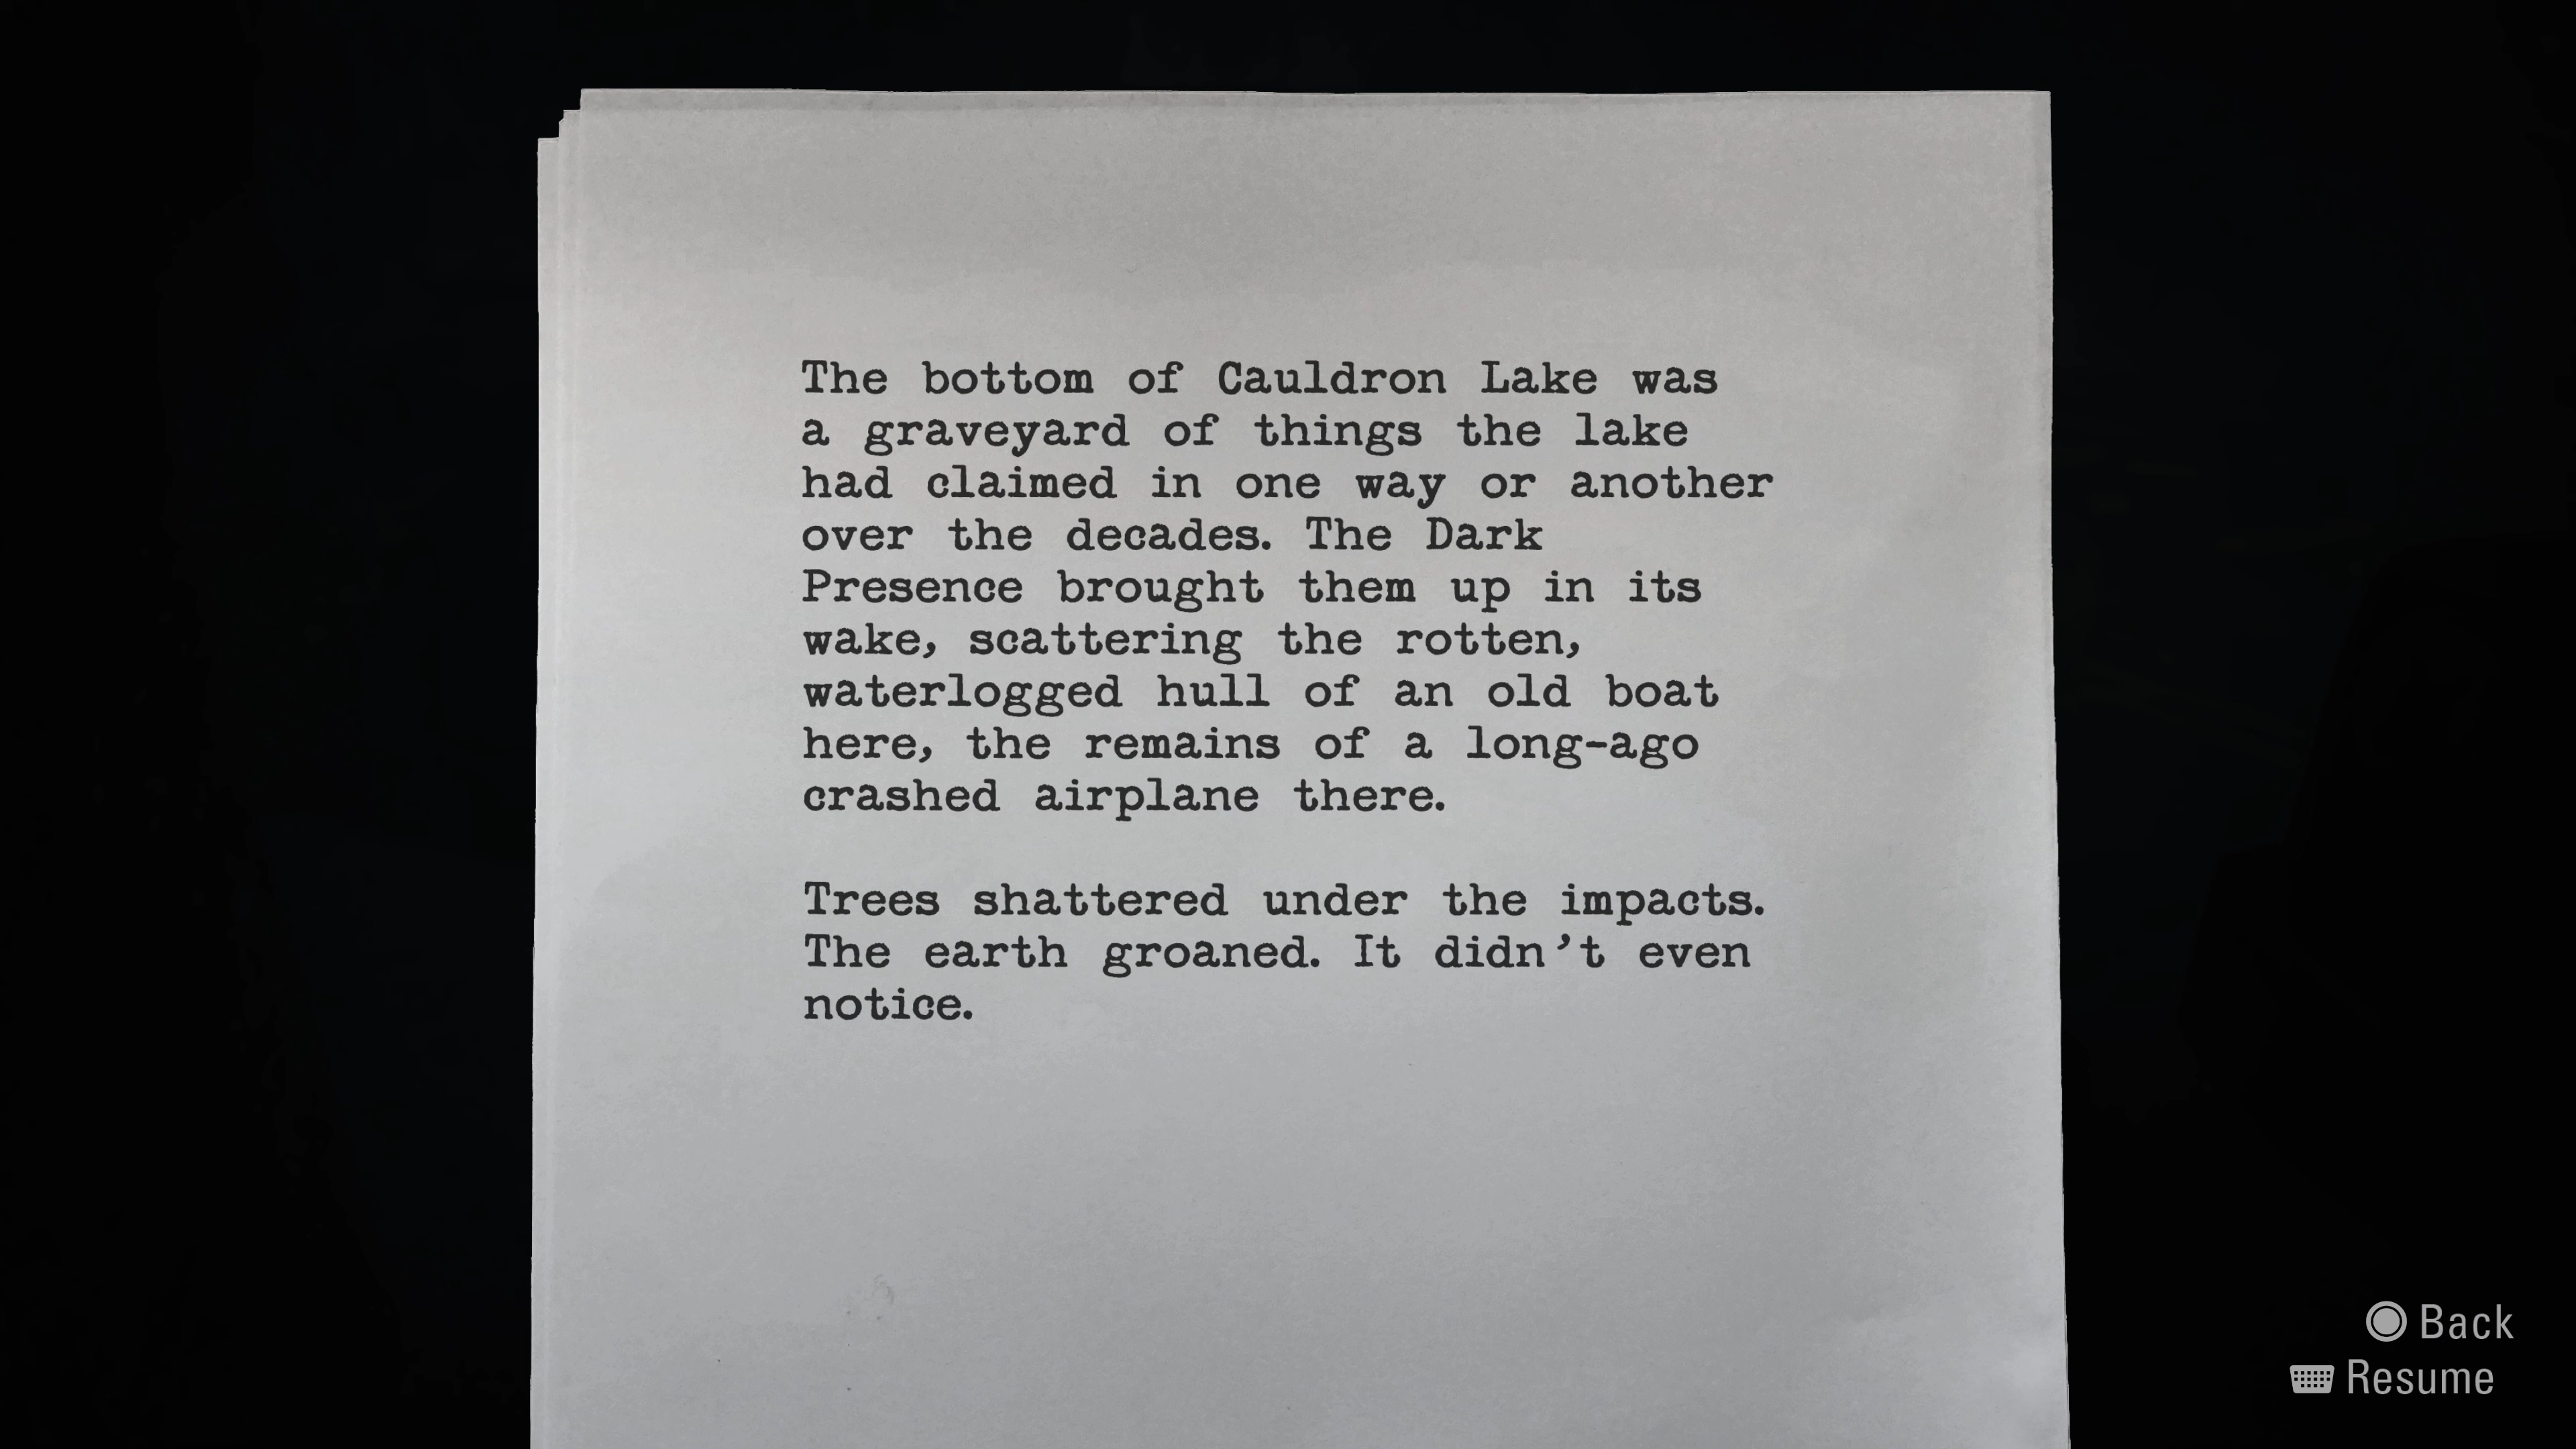 The bottom of Cauldron Lake was
a graveyard of things the lake
had claimed in one way or another
over the decades. The Dark
Presence brought them up in its
wake, scattering the rotten,
waterlogged hull of an old boat
here, the remains of a long-ago
crashed airplane there.
Trees shattered under the impacts.
The earth groaned. It didn’t even
notice.
Back
Resume